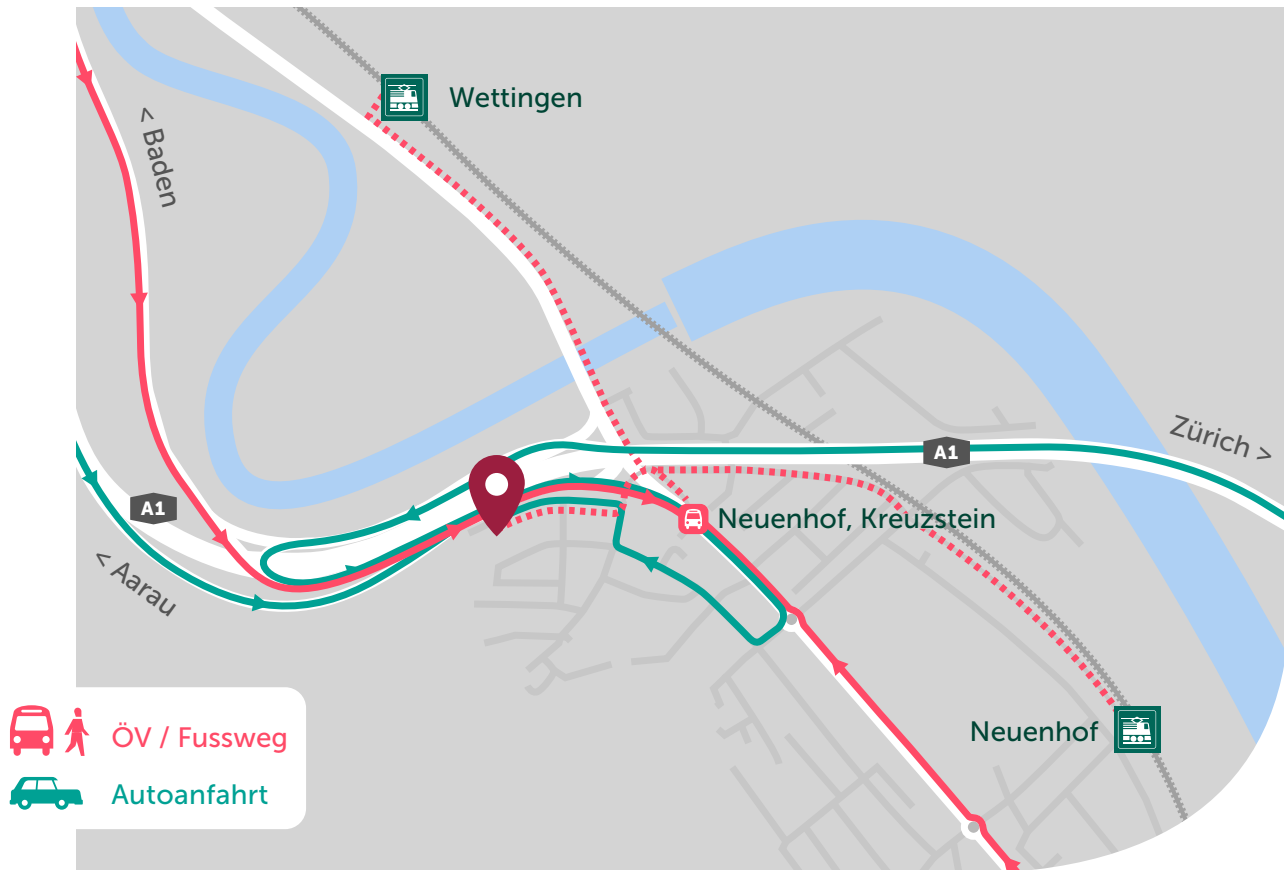 Wettingen
< Baden
Zürich >
A1
A1
Neuenhof, Kreuzstein
< Aarau
Neuenhof
ÖV / Fussweg
Autoanfahrt